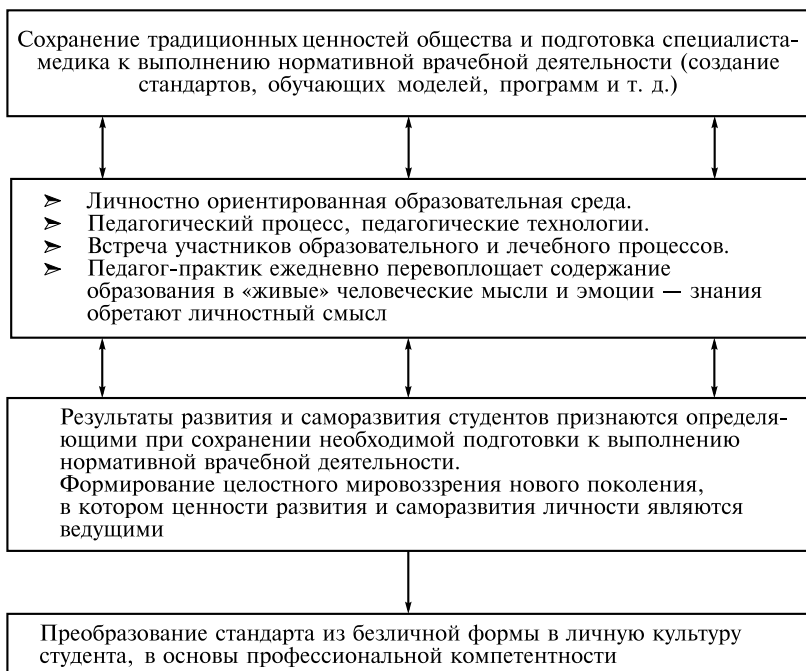 Сохранение традиционных ценностей общества и подготовка специалиста-
медика к выполнению нормативной врачебной деятельности (создание
стандартов, обучающих моделей, программ и т. д.)
➢ Личностно ориентированная образовательная среда.
➢ Педагогический процесс, педагогические технологии.
➢ Встреча участников образовательного и лечебного процессов.
➢ Педагог-практик ежедневно перевоплощает содержание
образования в «живые» человеческие мысли и эмоции — знания
обретают личностный смысл
Результаты развития и саморазвития студентов признаются определя-
ющими при сохранении необходимой подготовки к выполнению
нормативной врачебной деятельности.
Формирование целостного мировоззрения нового поколения,
в котором ценности развития и саморазвития личности являются
ведущими
Преобразование стандарта из безличной формы в личную культуру
студента, в основы профессиональной компетентности